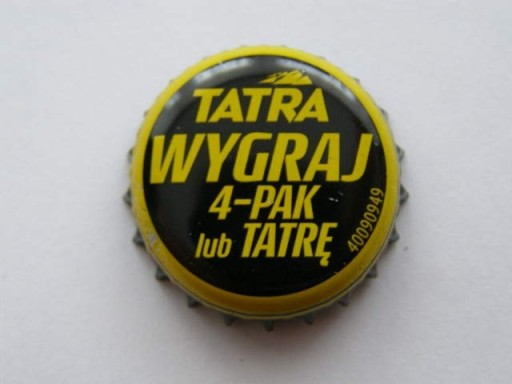 TATRA
WYGRAJ
4-PAK
lub TATRĘ
40090949